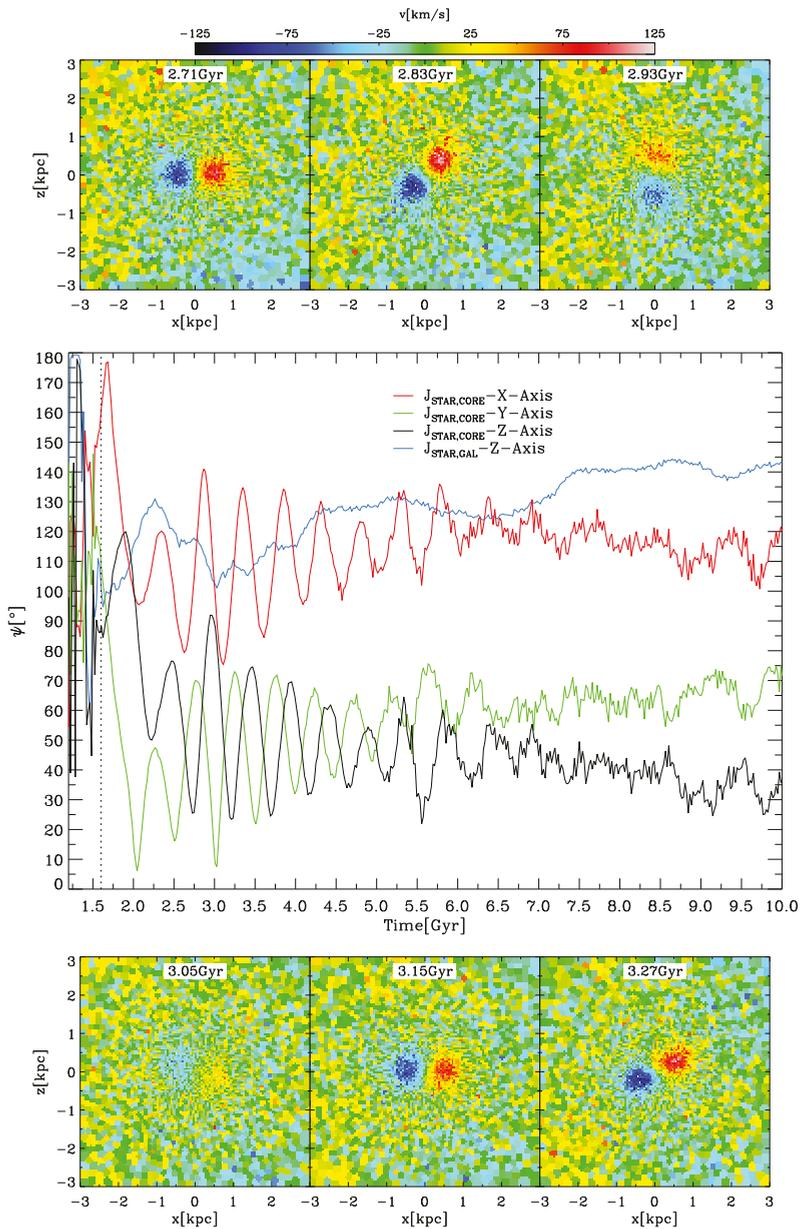 v[km/s]
-125 -75 -25 25 75 125
2.71Gyr 2.83Gyr 2.93Gyr
3
2
1
0
-1
-2
-3
z[kpc]
-3 -2 -1 0 1 2 -3 -2 -1 0 1 2 -3 -2 -1 0 1 2 3
x[kpc] x[kpc] x[kpc]
180
170
160
150
140
130
120
110
100
90
80
70
60
50
40
30
20
10
0
ψ[°]
J_STAR,CORE-X-Axis
J_STAR,CORE-Y-Axis
J_STAR,CORE-Z-Axis
J_STAR,GAL-Z-Axis
1.5 2.0 2.5 3.0 3.5 4.0 4.5 5.0 5.5 6.0 6.5 7.0 7.5 8.0 8.5 9.0 9.5 10.0
Time[Gyr]
3.05Gyr 3.15Gyr 3.27Gyr
3
2
1
0
-1
-2
-3
z[kpc]
-3 -2 -1 0 1 2 -3 -2 -1 0 1 2 -3 -2 -1 0 1 2 3
x[kpc] x[kpc] x[kpc]